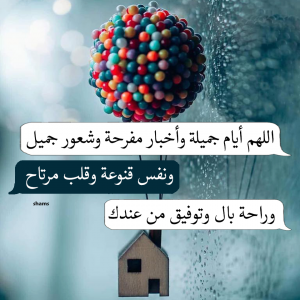 اللهم أيام جميلة وأخبار مفرحة وشعور جميل
ونفس قنوعة وقلب مرتاح
shams
وراحة بال وتوفيق من عندك